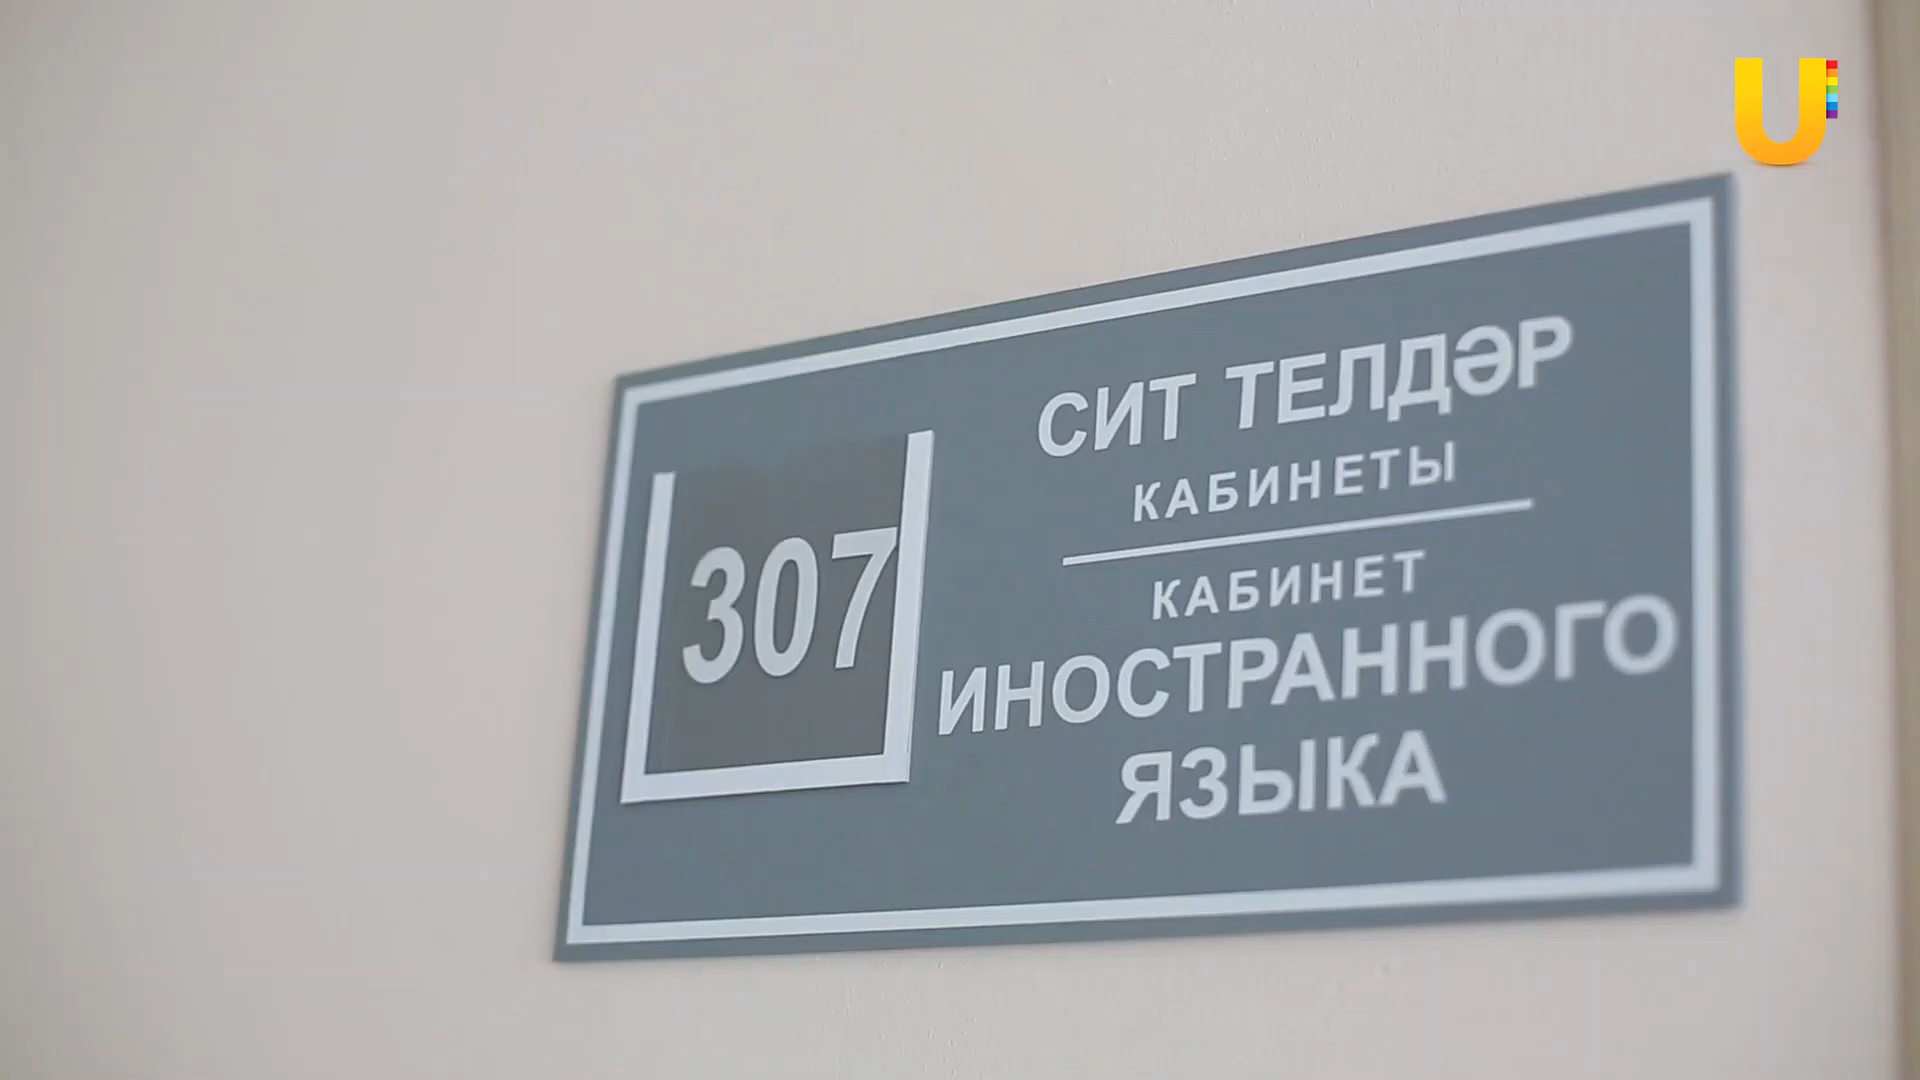 U
307
СИТ ТЕЛДӘР
КАБИНЕТЫ
КАБИНЕТ
ИНОСТРАННОГО
ЯЗЫКА